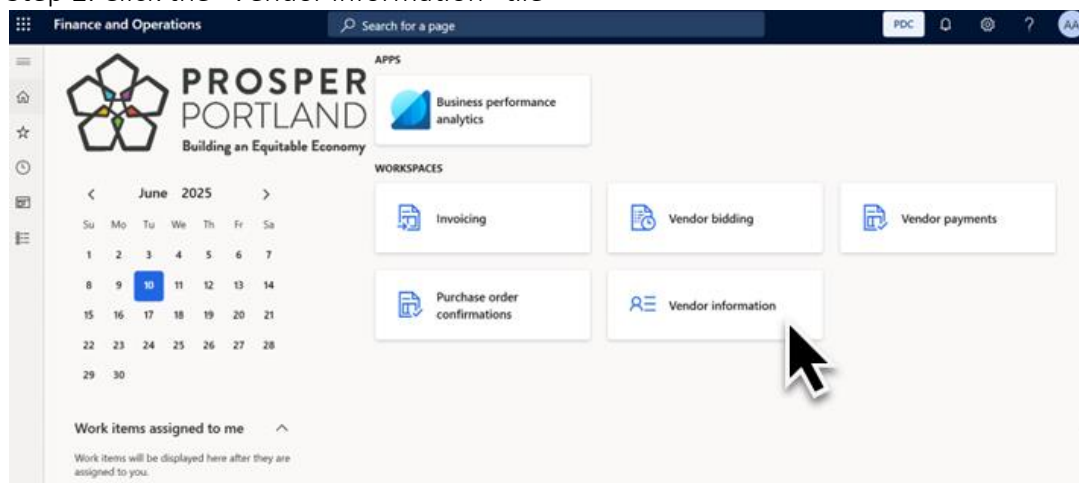 Finance and Operations
Search for a page
PDC
?
AA
PROSPER
PORTLAND
Building an Equitable Economy
APPS
Business performance
analytics
WORKSPACES
Invoicing
Vendor bidding
Vendor payments
Purchase order
confirmations
Vendor information
June 2025
Su Mo Tu We Th Fr Sa
1 2 3 4 5 6 7
8 9 10 11 12 13 14
15 16 17 18 19 20 21
22 23 24 25 26 27 28
29 30
Work items assigned to me
Work items will be displayed here after they are
assigned to you.